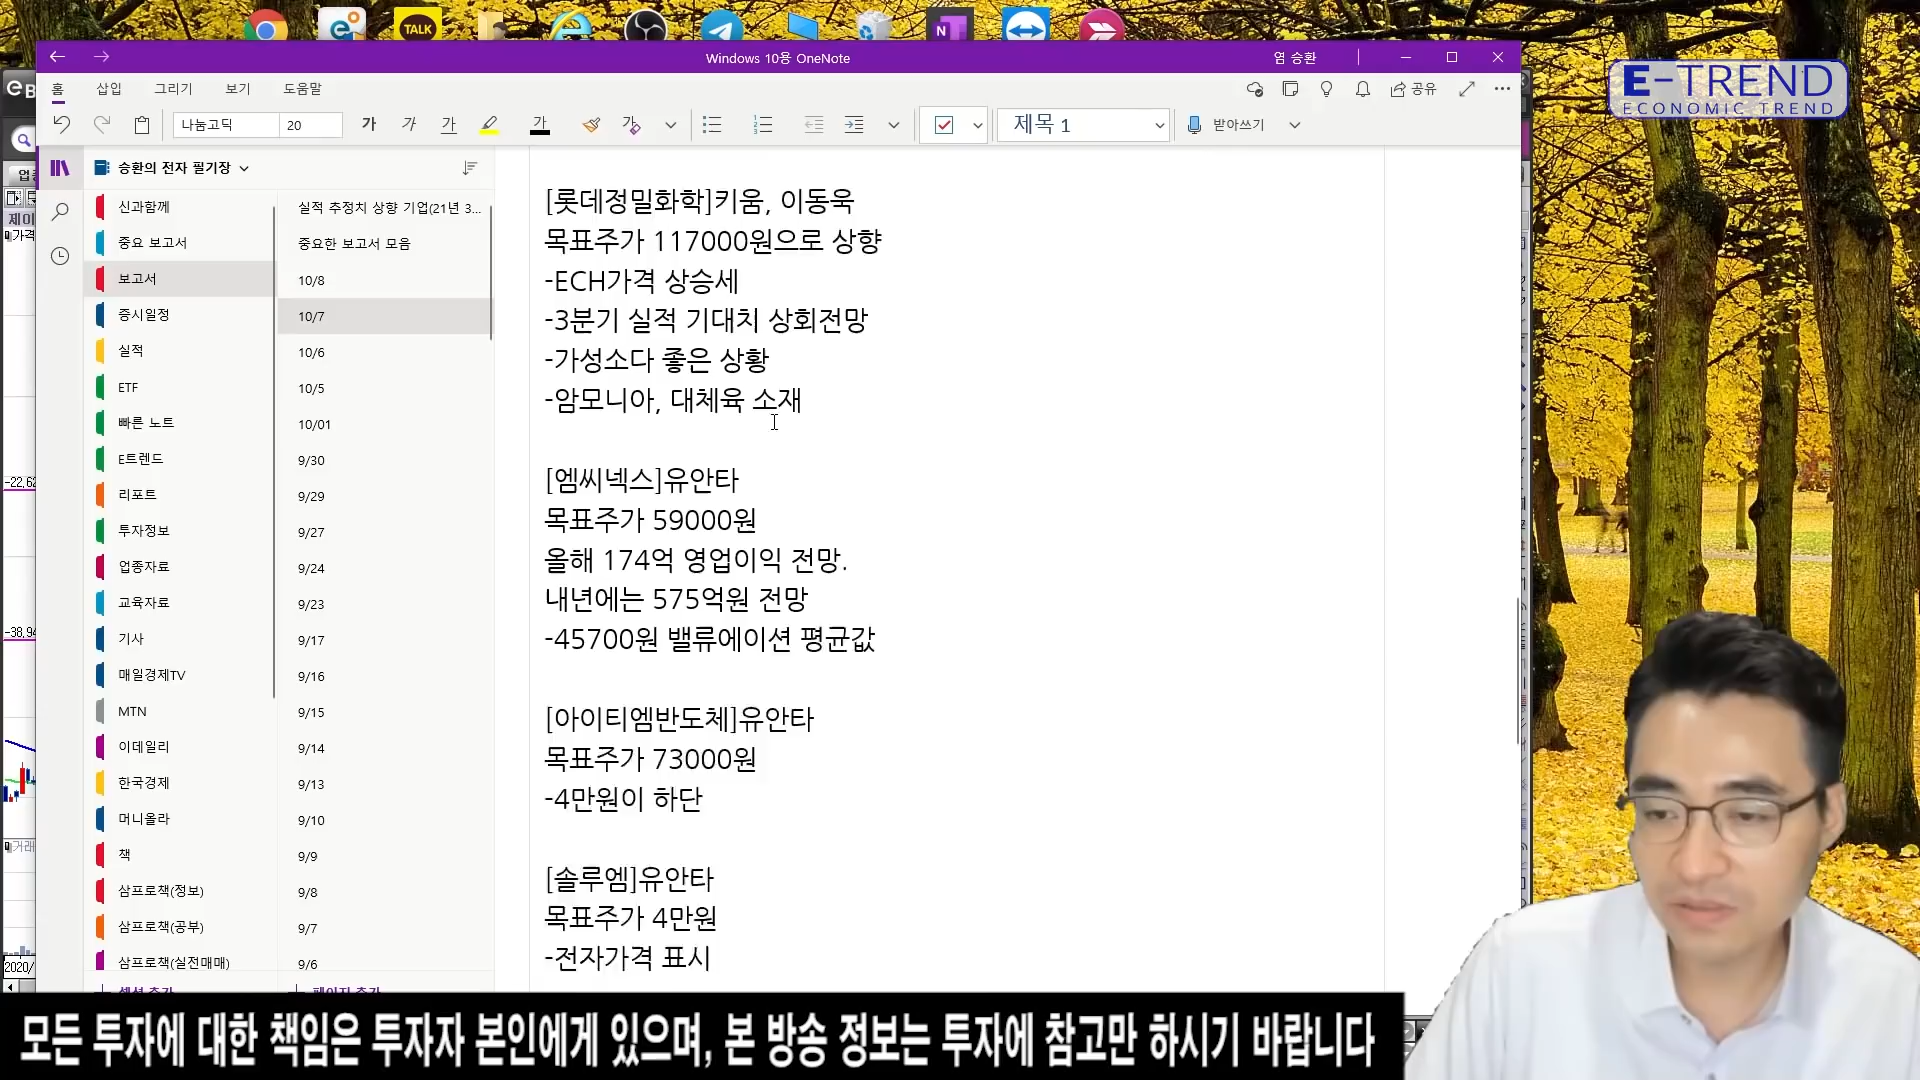 TALK
Windows 10용 OneNote
염 승환
E-TREND
ECONOMIC TREND
홈
삽입
그리기
보기
도움말
공유
나눔고딕
20
가
가
가
가
제목 1
받아쓰기
승환의 전자 필기장
신과함께
중요 보고서
보고서
증시일정
실적
ETF
빠른 노트
E트렌드
리포트
투자정보
업종자료
교육자료
기사
매일경제TV
MTN
이데일리
한국경제
머니올라
책
삼프로책(정보)
삼프로책(공부)
삼프로책(실전매매)
실적 추정치 상향 기업(21년 3...
중요한 보고서 모음
10/8
10/7
10/6
10/5
10/01
9/30
9/29
9/27
9/24
9/23
9/17
9/16
9/15
9/14
9/13
9/10
9/9
9/8
9/7
9/6
[롯데정밀화학]키움, 이동욱
목표주가 117000원으로 상향
-ECH가격 상승세
-3분기 실적 기대치 상회전망
-가성소다 좋은 상황
-암모니아, 대체육 소재
[엠씨넥스]유안타
목표주가 59000원
올해 174억 영업이익 전망.
내년에는 575억원 전망
-45700원 밸류에이션 평균값
[아이티엠반도체]유안타
목표주가 73000원
-4만원이 하단
[솔루엠]유안타
목표주가 4만원
-전자가격 표시
모든 투자에 대한 책임은 투자자 본인에게 있으며, 본 방송 정보는 투자에 참고만 하시기 바랍니다